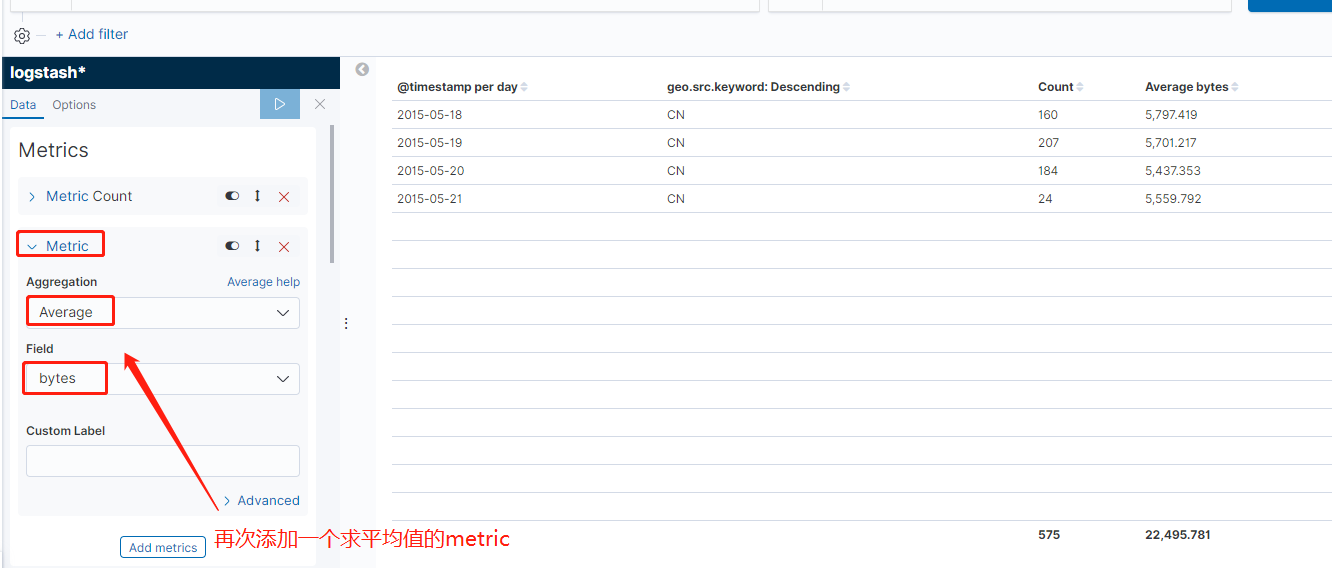 + Add filter
logstash*
Data Options
Metrics
Metric Count
Metric
Aggregation Average help
Average
Field
bytes
Custom Label
Advanced
Add metrics
再次添加一个求平均值的metric
@timestamp per day geo.src.keyword: Descending Count Average bytes
2015-05-18 CN 160 5,797.419
2015-05-19 CN 207 5,701.217
2015-05-20 CN 184 5,437.353
2015-05-21 CN 24 5,559.792
575 22,495.781